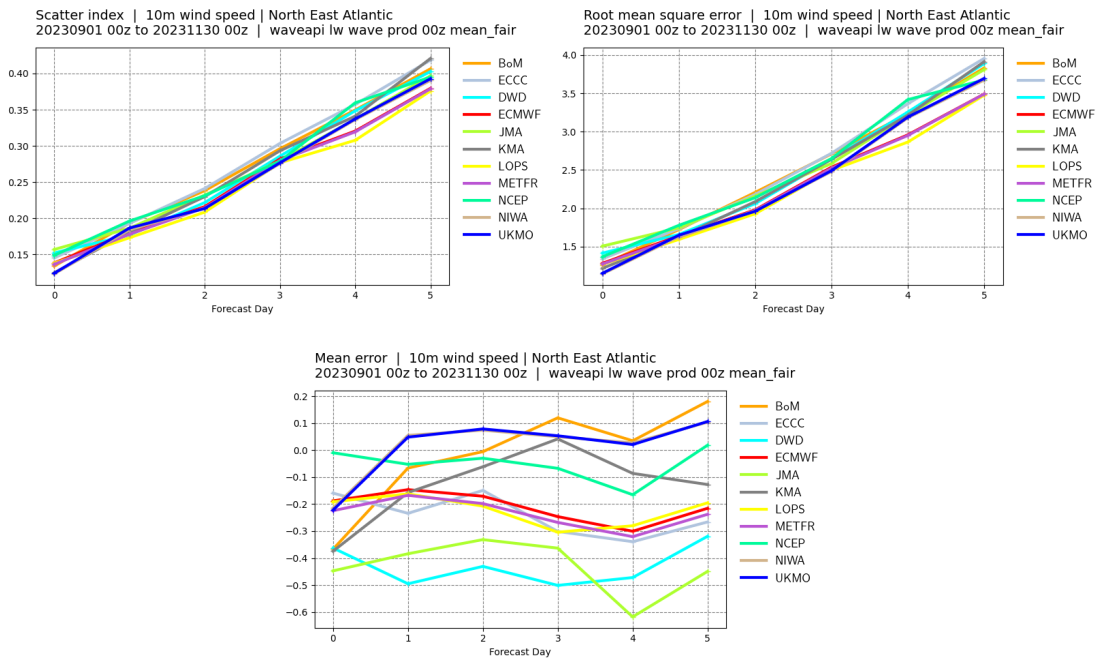 Scatter index | 10m wind speed | North East Atlantic
20230901 00z to 20231130 00z | waveapi lw wave prod 00z mean_fair
0.40
0.35
0.30
0.25
0.20
0.15
0 1 2 3 4 5
Forecast Day
BoM
ECCC
DWD
ECMWF
JMA
KMA
LOPS
METFR
NCEP
NIWA
UKMO
Root mean square error | 10m wind speed | North East Atlantic
20230901 00z to 20231130 00z | waveapi lw wave prod 00z mean_fair
4.0
3.5
3.0
2.5
2.0
1.5
0 1 2 3 4 5
Forecast Day
BoM
ECCC
DWD
ECMWF
JMA
KMA
LOPS
METFR
NCEP
NIWA
UKMO
Mean error | 10m wind speed | North East Atlantic
20230901 00z to 20231130 00z | waveapi lw wave prod 00z mean_fair
0.2
0.1
0.0
−0.1
−0.2
−0.3
−0.4
−0.5
−0.6
0 1 2 3 4 5
Forecast Day
BoM
ECCC
DWD
ECMWF
JMA
KMA
LOPS
METFR
NCEP
NIWA
UKMO